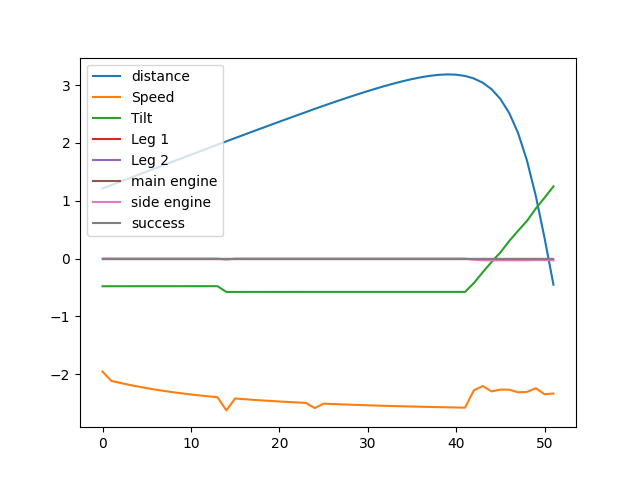 distance
Speed
Tilt
Leg 1
Leg 2
main engine
side engine
success
3
2
1
0
−1
−2
0 10 20 30 40 50